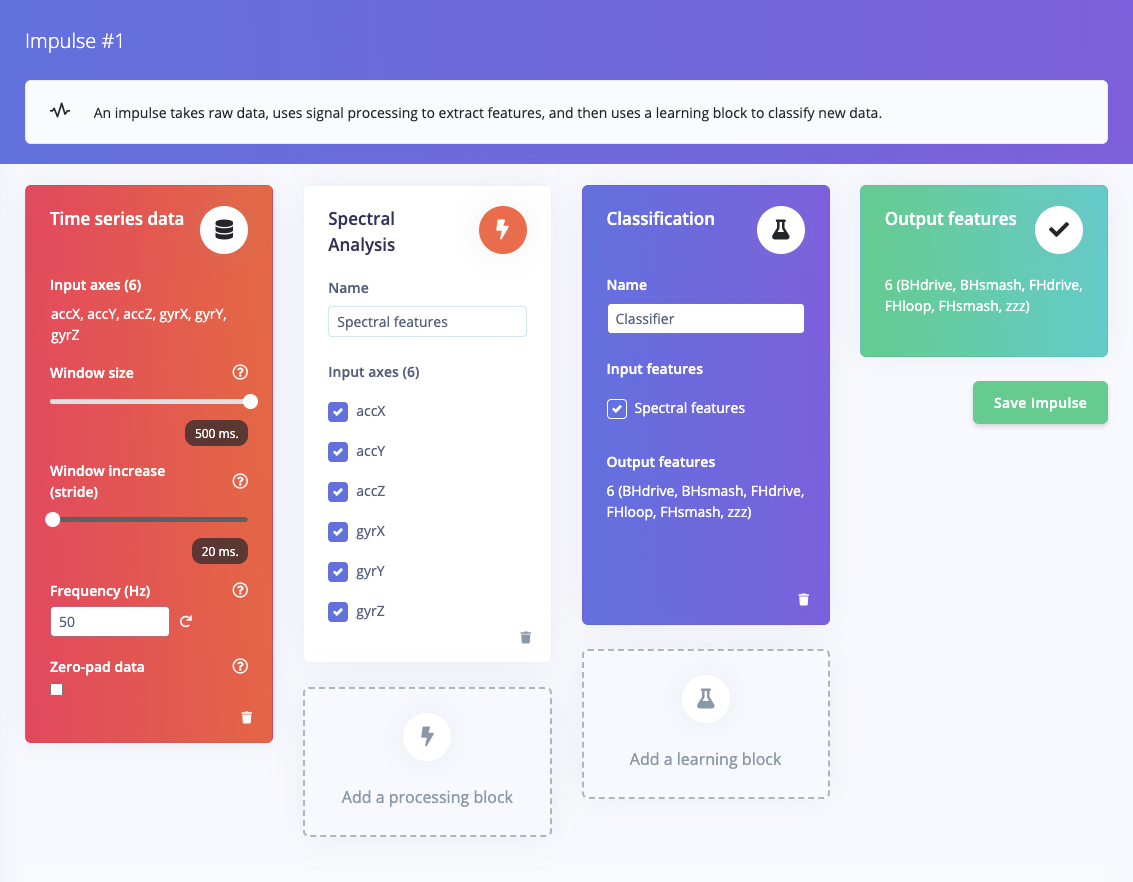 Impulse #1
An impulse takes raw data, uses signal processing to extract features, and then uses a learning block to classify new data.
Time series data
Input axes (6)
accX, accY, accZ, gyrX, gyrY,
gyrZ
Window size
500 ms.
Window increase
(stride)
20 ms.
Frequency (Hz)
50
Zero-pad data
Spectral
Analysis
Name
Spectral features
Input axes (6)
accX
accY
accZ
gyrX
gyrY
gyrZ
Add a processing block
Classification
Name
Classifier
Input features
Spectral features
Output features
6 (BHdrive, BHsmash, FHdrive,
FHloop, FHsmash, zzz)
Add a learning block
Output features
6 (BHdrive, BHsmash, FHdrive,
FHloop, FHsmash, zzz)
Save Impulse